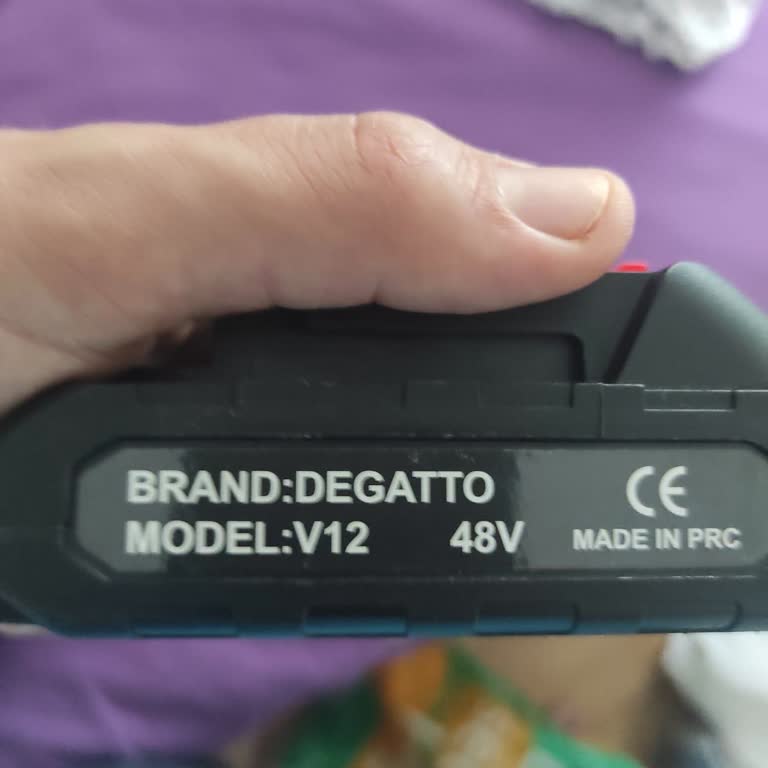 BRAND:DEGATTO
MODEL:V12 48V
CE
MADE IN PRC